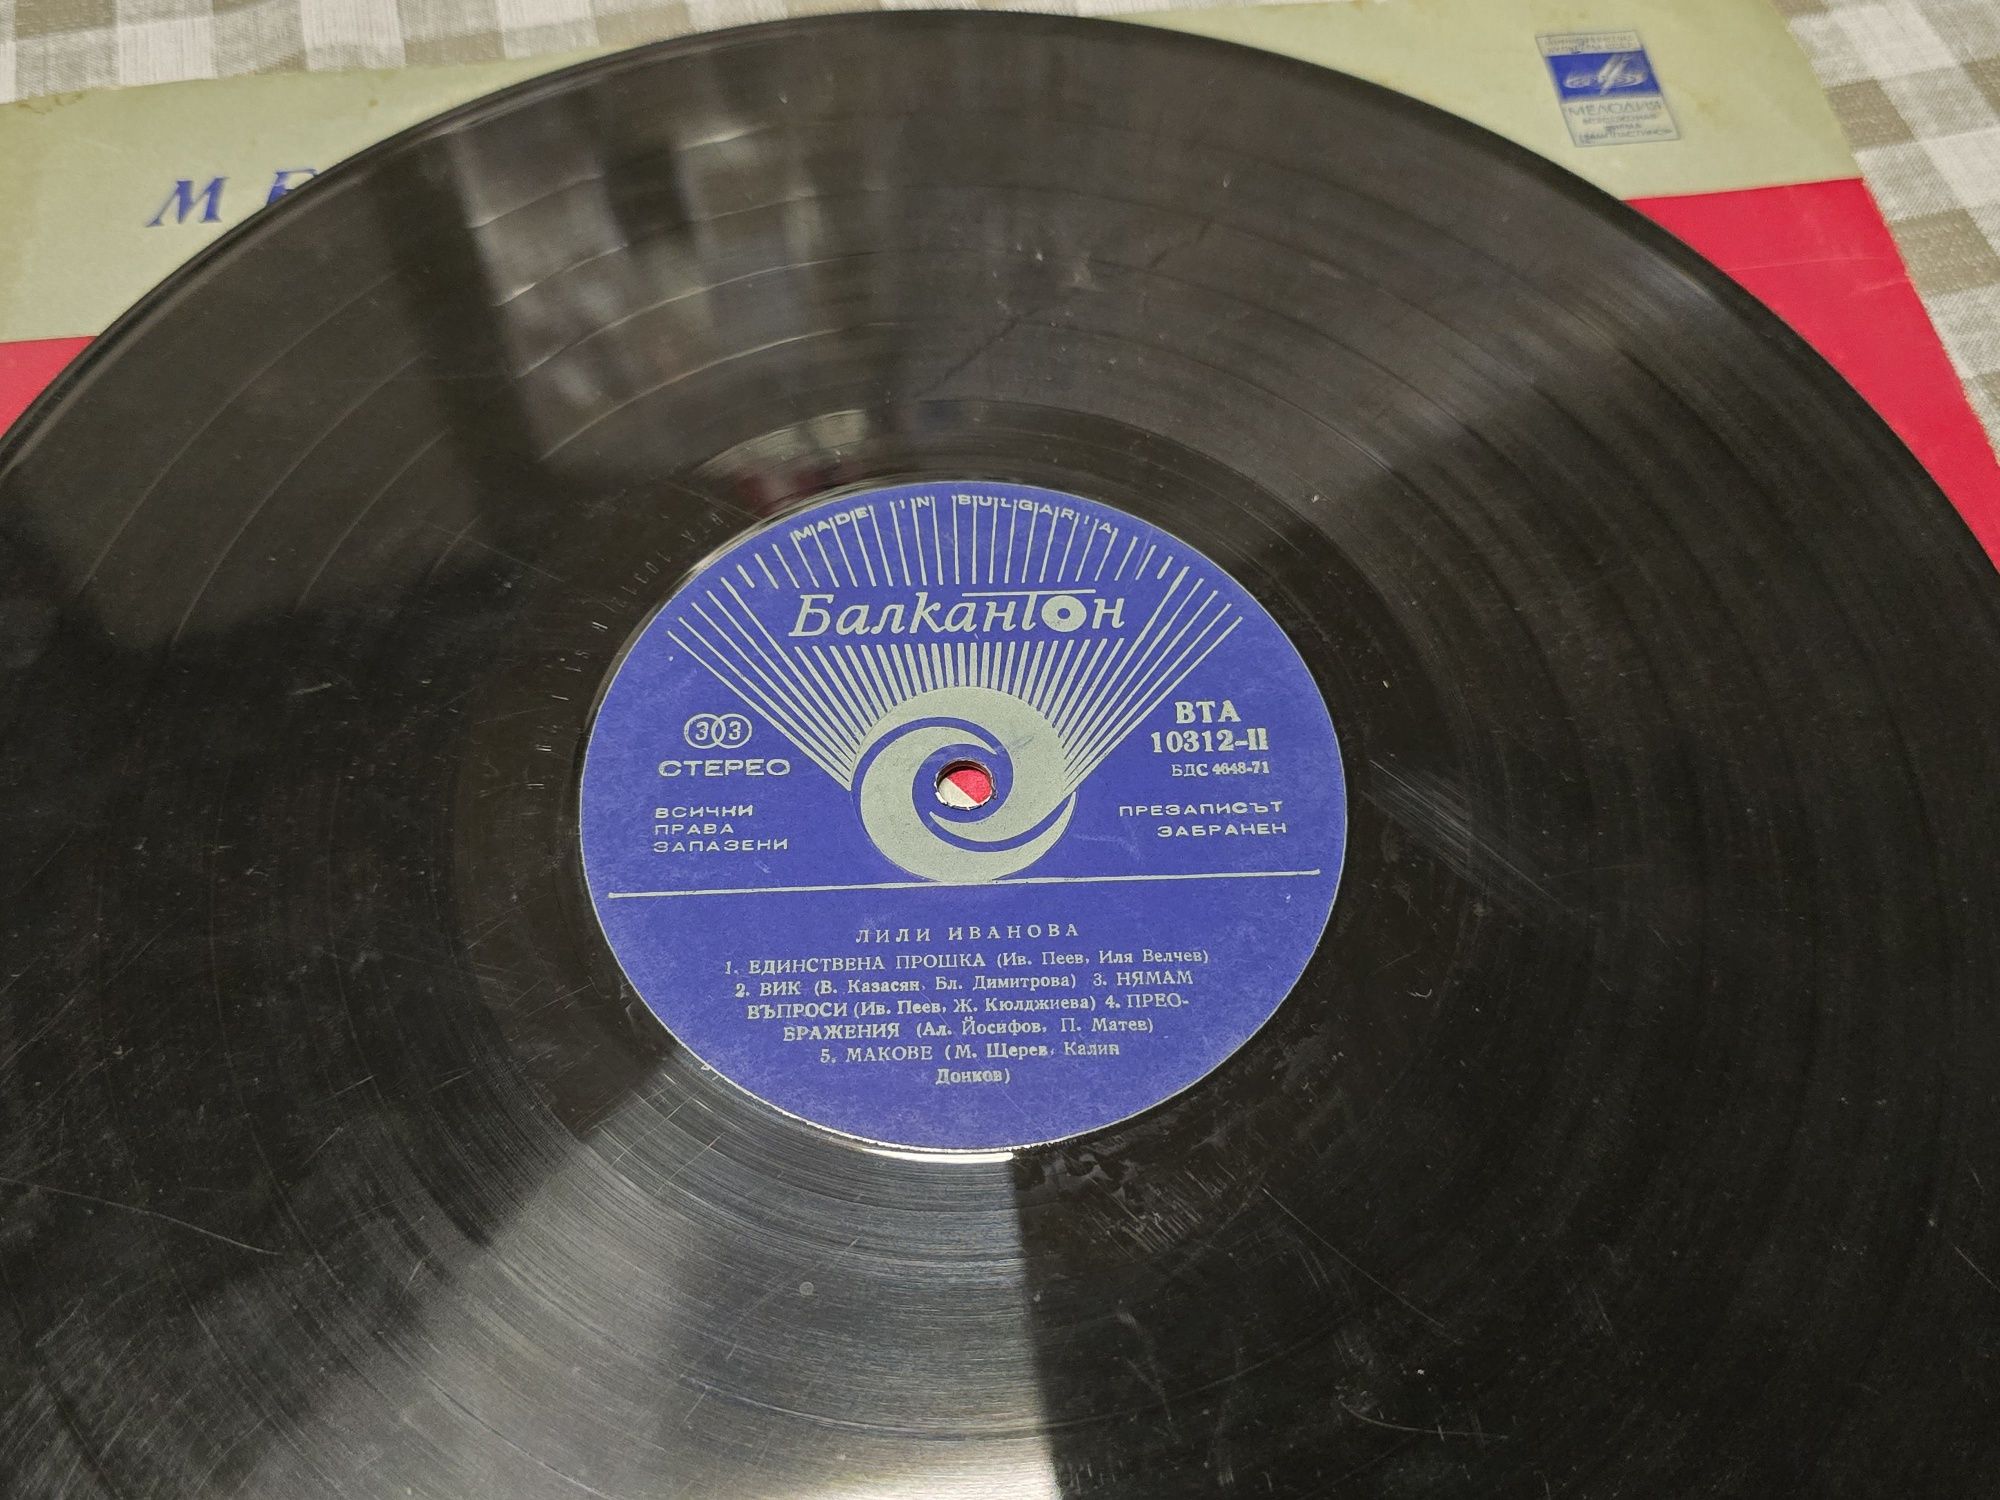 МЕ
МЕЛОДИЯ
MADE IN BULGARIA
Балкантон
33
СТЕРЕО
ВСИЧКИ
ПРАВА
ЗАПАЗЕНИ
ВТА
10312-II
БДС 4648-71
ПРЕЗАПИСЪТ
ЗАБРАНЕН
ЛИЛИ ИВАНОВА
1. ЕДИНСТВЕНА ПРОШКА (Ив. Пеев, Иля Велчев)
2. ВИК (В. Казасян, Бл. Димитрова) 3. НЯМАМ
ВЪПРОСИ (Ив. Пеев, Ж. Кюлджиева) 4. ПРЕО-
БРАЖЕНИЯ (Ал. Йосифов, П. Матев)
5. МАКОВЕ (М. Щерев, Калин
Донков)